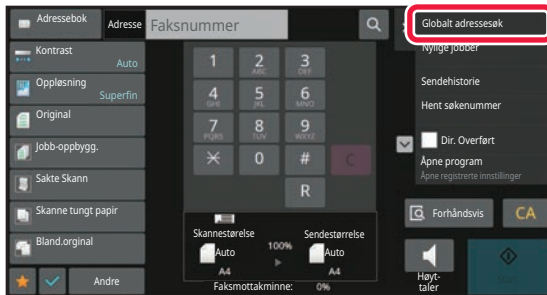 Adressebok
Adresse
Faksnummer
Globalt adressesøk
Nylige jobber
Sendehistorie
Hent søkenummer
Dir. Overført
Åpne program
Åpne registrerte innstillinger
Forhåndsvis
CA
Høyt-
taler
Start
Kontrast
Auto
Oppløsning
Superfin
Original
Jobb-oppbygg.
Sakte Skann
Skanne tungt papir
Bland.orginal
Andre
1
2
ABC
3
DEF
4
GHI
5
JKL
6
MNO
7
PQRS
8
TUV
9
WXYZ
0
#
C
R
Skannestørelse
Auto
A4
100%
Sendestørrelse
Auto
A4
Faksmottakminne: 0%